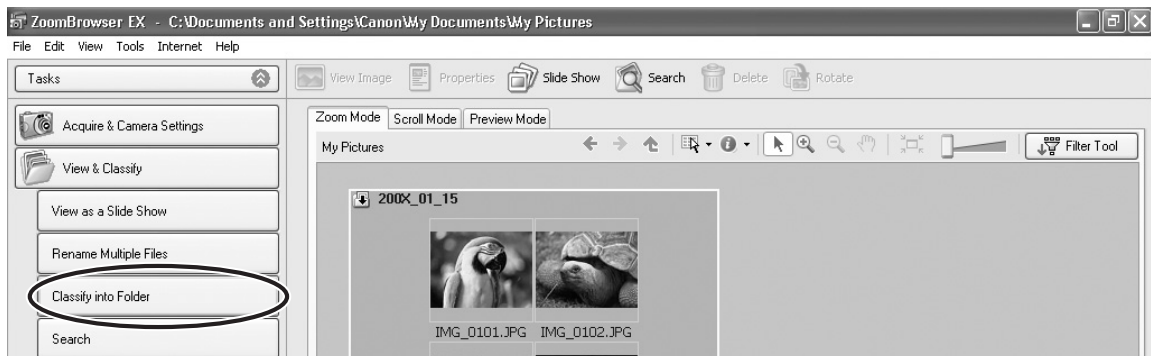 ZoomBrowser EX - C:\Documents and Settings\Canon\My Documents\My Pictures
File Edit View Tools Internet Help
Tasks
View Image Properties Slide Show Search Delete Rotate
Acquire & Camera Settings
View & Classify
View as a Slide Show
Rename Multiple Files
Classify into Folder
Search
Zoom Mode Scroll Mode Preview Mode
My Pictures
Filter Tool
200X_01_15
IMG_0101.JPG IMG_0102.JPG